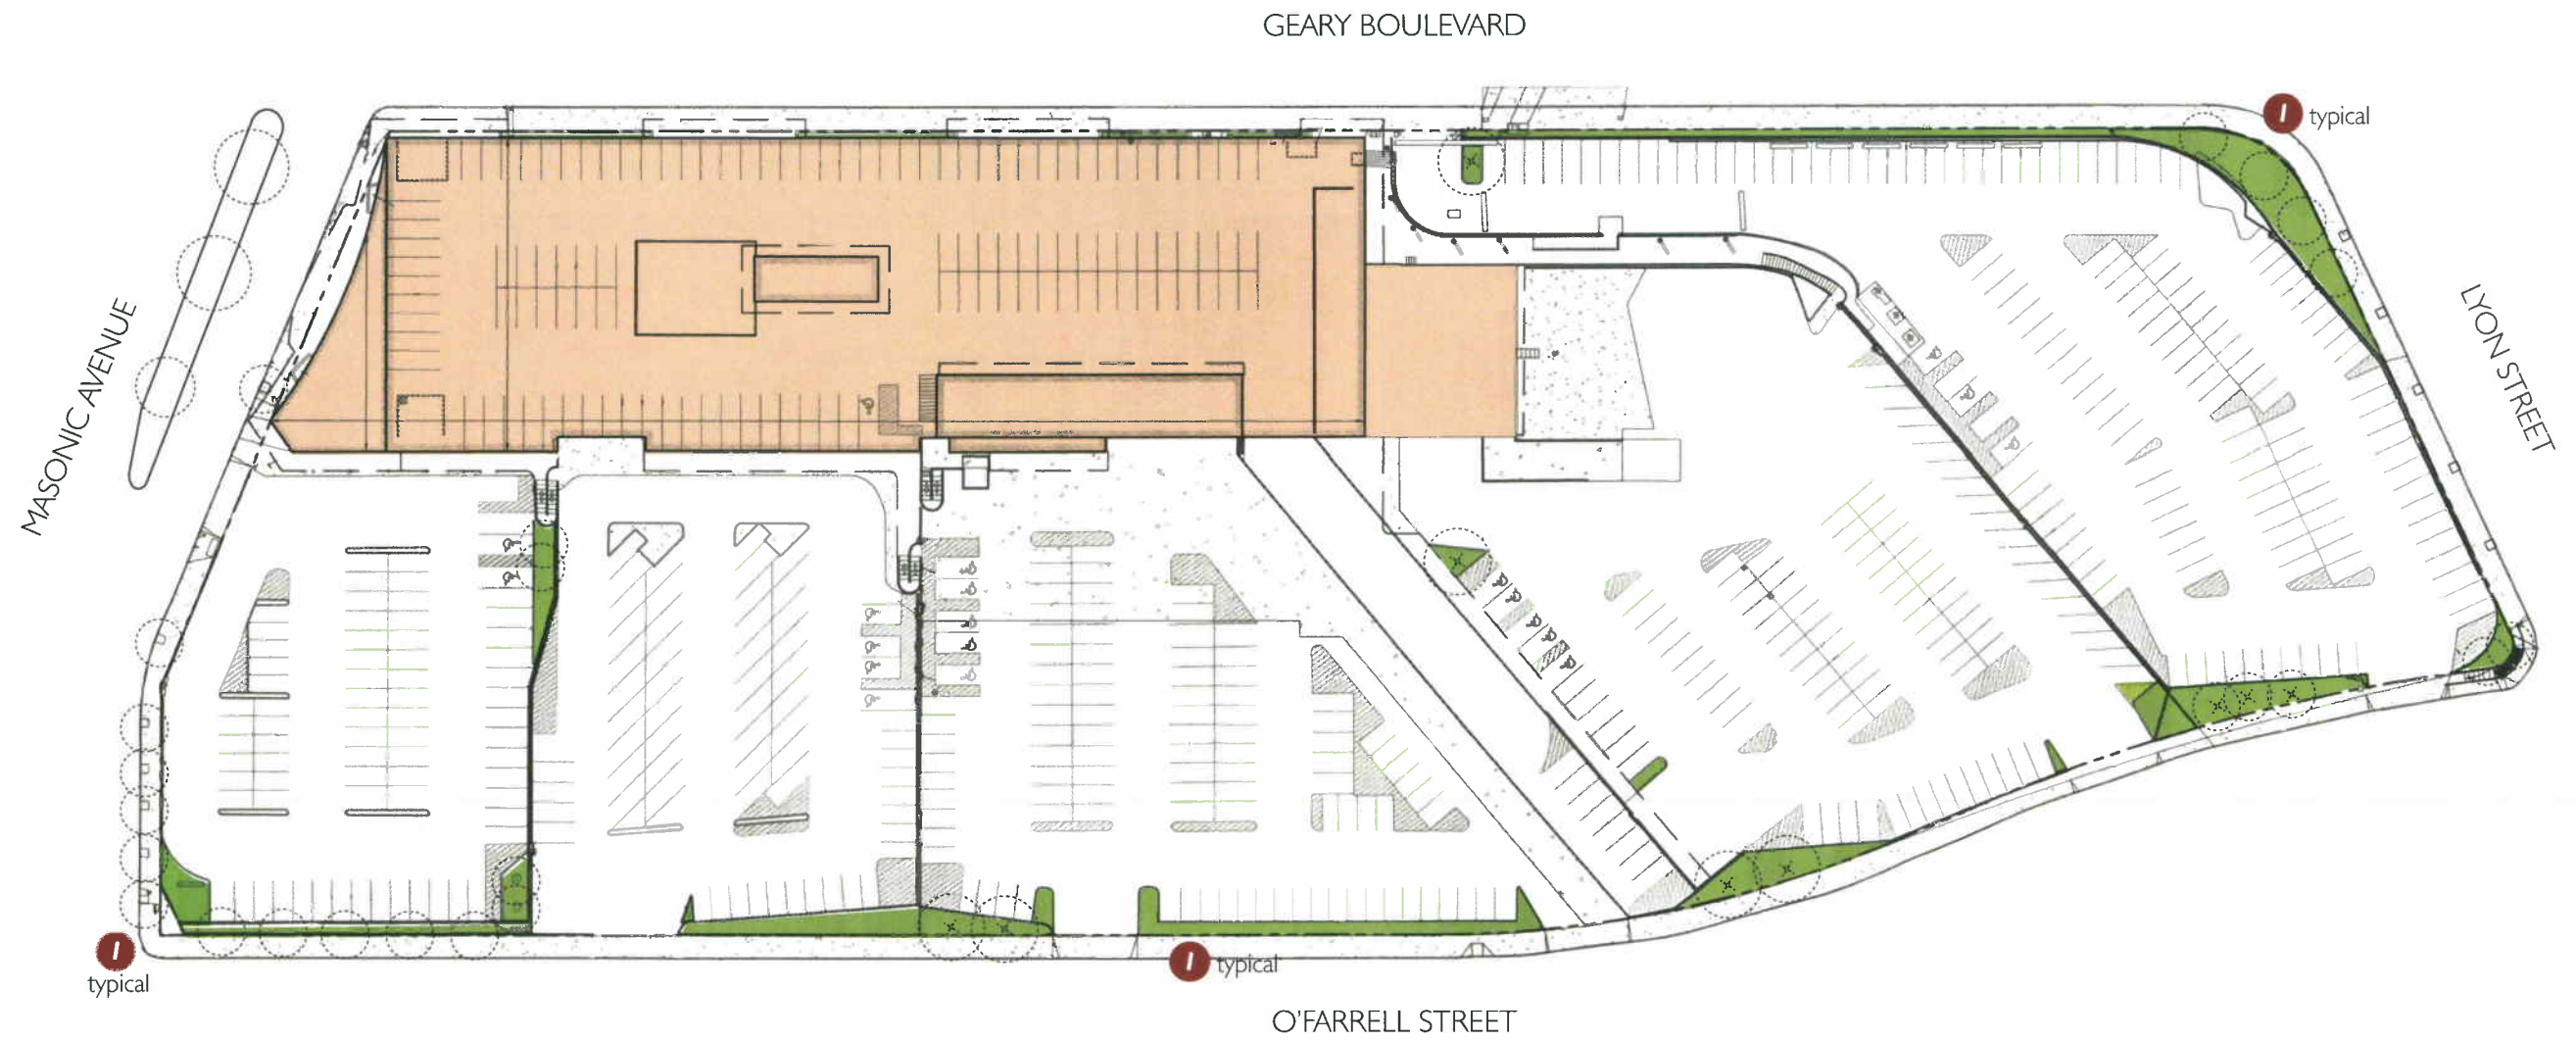 GEARY BOULEVARD
I typical
MASONIC AVENUE
LYON STREET
I
typical
I typical
O'FARRELL STREET